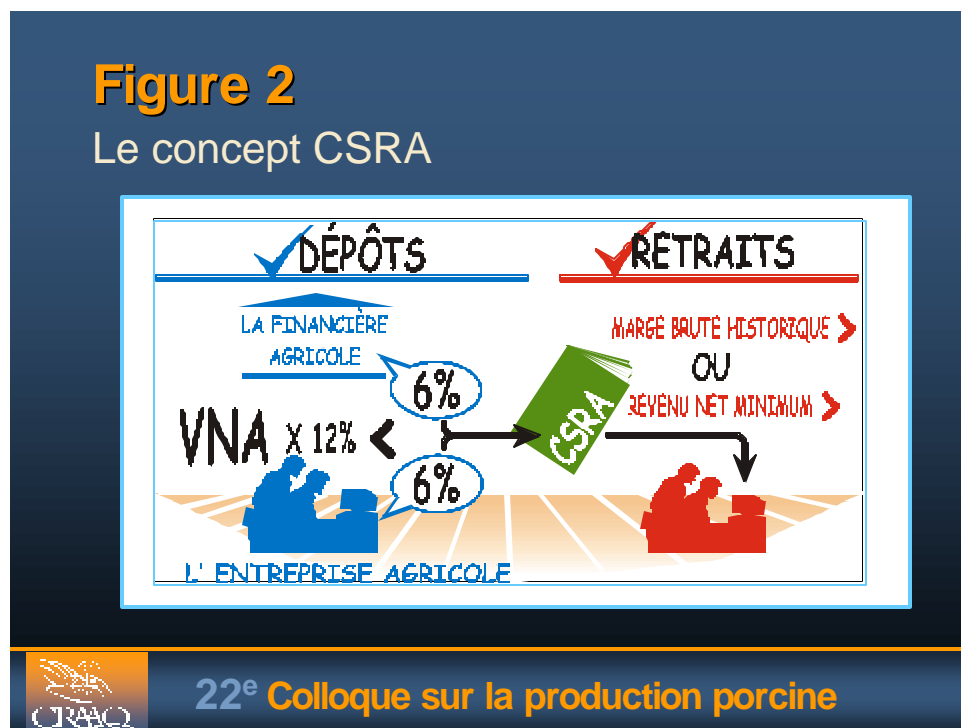 Figure 2
Le concept CSRA
DÉPÔTS
LA FINANCIÈRE
AGRICOLE
6%
VNA X 12%
6%
L' ENTREPRISE AGRICOLE
CSRA
RETRAITS
MARGE BRUTE HISTORIQUE
OU
REVENU NET MINIMUM
CRAAQ
22e Colloque sur la production porcine